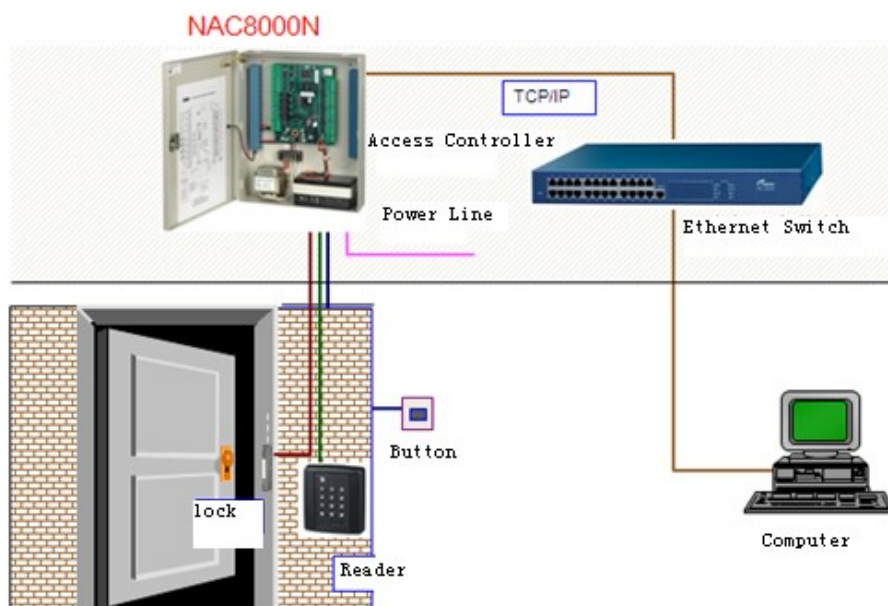 NAC8000N
TCP/IP
Access Controller
Power Line
Ethernet Switch
Button
lock
Reader
Computer